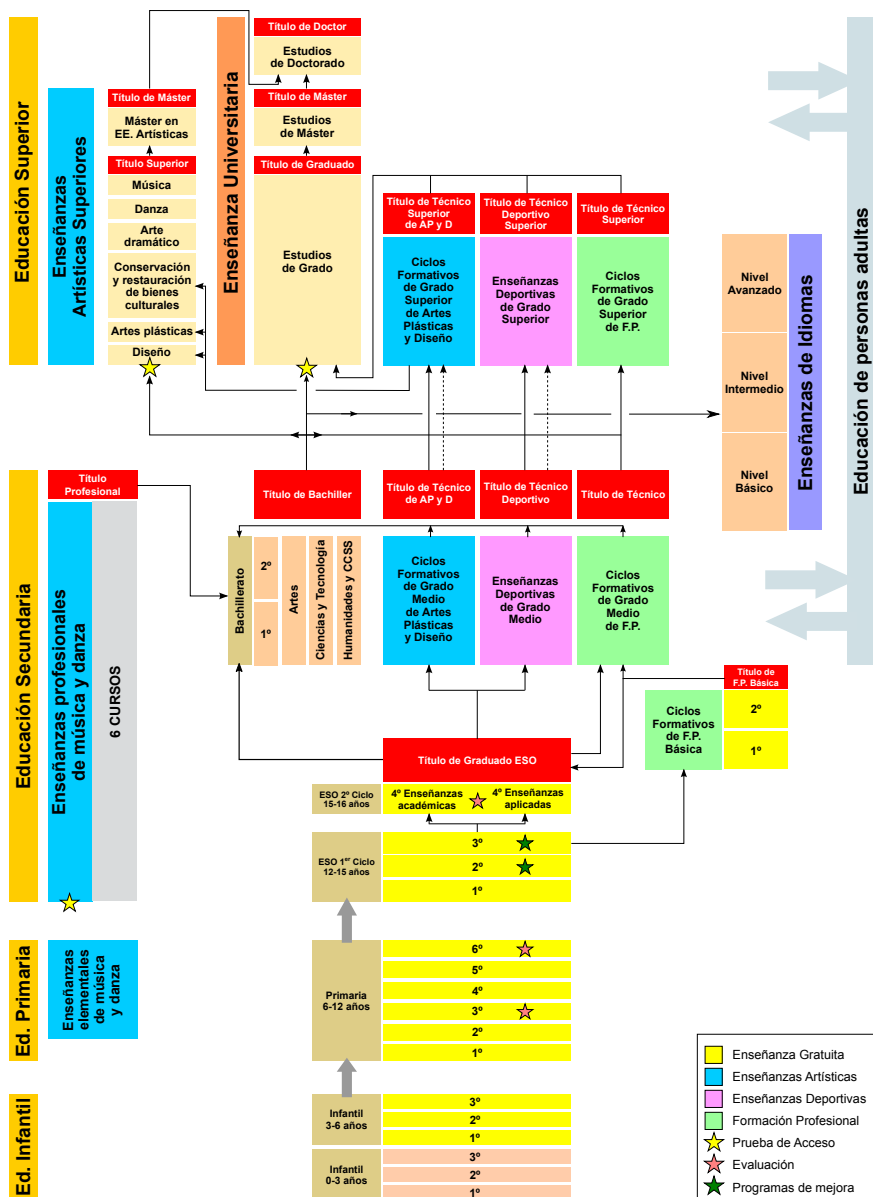 Educación Superior
Enseñanzas
Artísticas Superiores
Título de Máster
Máster en
EE. Artísticas
Título Superior
Música
Danza
Arte
dramático
Conservación
y restauración
de bienes
culturales
Artes plásticas
Diseño
Enseñanza Universitaria
Título de Doctor
Estudios
de Doctorado
Título de Máster
Estudios
de Máster
Título de Graduado
Estudios
de Grado
Título de Técnico
Superior
de AP y D
Ciclos
Formativos
de Grado
Superior
de Artes
Plásticas
y Diseño
Título de Técnico
Deportivo
Superior
Enseñanzas
Deportivas
de Grado
Superior
Título de Técnico
Superior
Ciclos
Formativos
de Grado
Superior
de F.P.
Nivel
Avanzado
Nivel
Intermedio
Nivel
Básico
Enseñanzas de Idiomas
Educación de personas adultas
Educación Secundaria
Título
Profesional
Enseñanzas profesionales
de música y danza
6 CURSOS
Título de Bachiller
Bachillerato
2º
1º
Artes
Ciencias y Tecnología
Humanidades y CCSS
Título de Técnico
de AP y D
Ciclos
Formativos
de Grado
Medio
de Artes
Plásticas
y Diseño
Título de Técnico
Deportivo
Enseñanzas
Deportivas
de Grado
Medio
Título de Técnico
Ciclos
Formativos
de Grado
Medio
de F.P.
Título de
F.P. Básica
Ciclos
Formativos
de F.P.
Básica
2º
1º
Título de Graduado ESO
ESO 2º Ciclo
15-16 años
4º Enseñanzas
académicas
4º Enseñanzas
aplicadas
ESO 1er Ciclo
12-15 años
3º
2º
1º
Ed. Primaria
Enseñanzas
elementales
de música
y danza
Primaria
6-12 años
6º
5º
4º
3º
2º
1º
Ed. Infantil
Infantil
3-6 años
3º
2º
1º
Infantil
0-3 años
3º
2º
1º
Enseñanza Gratuita
Enseñanzas Artísticas
Enseñanzas Deportivas
Formación Profesional
Prueba de Acceso
Evaluación
Programas de mejora